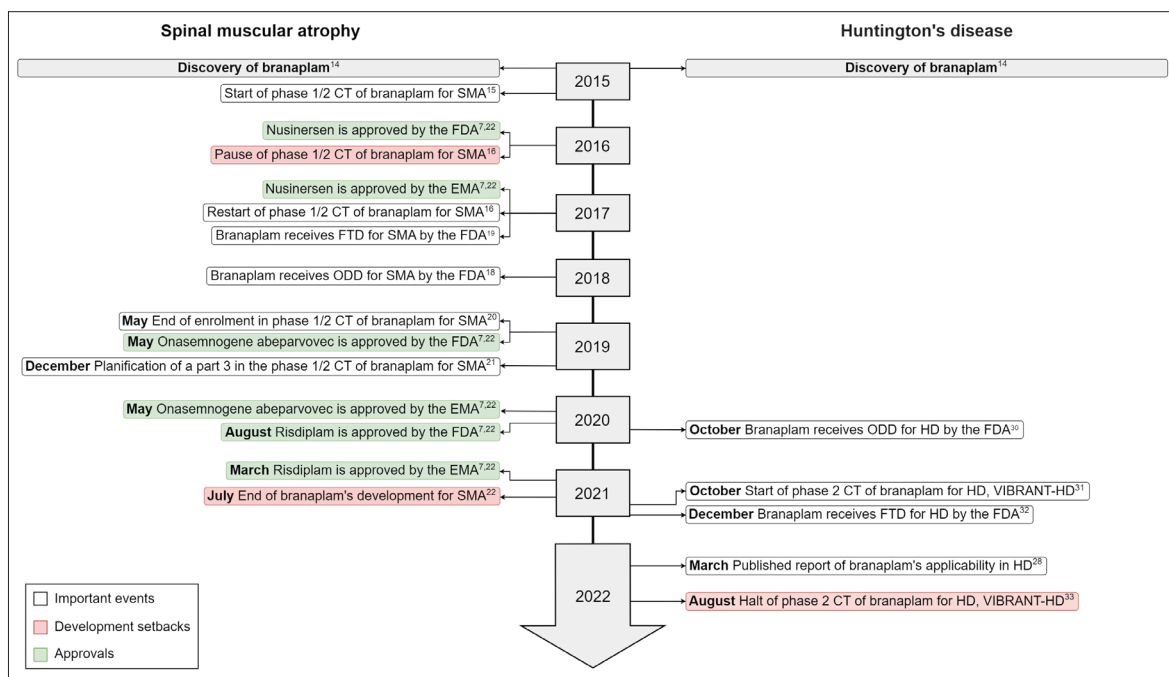 Spinal muscular atrophy
Huntington's disease
Discovery of branaplam14
2015
Discovery of branaplam14
Start of phase 1/2 CT of branaplam for SMA15
Nusinersen is approved by the FDA7,22
2016
Pause of phase 1/2 CT of branaplam for SMA16
Nusinersen is approved by the EMA7,22
Restart of phase 1/2 CT of branaplam for SMA16
2017
Branaplam receives FTD for SMA by the FDA19
Branaplam receives ODD for SMA by the FDA18
2018
May End of enrolment in phase 1/2 CT of branaplam for SMA20
May Onasemnogene abeparvovec is approved by the FDA7,22
2019
December Planification of a part 3 in the phase 1/2 CT of branaplam for SMA21
May Onasemnogene abeparvovec is approved by the EMA7,22
2020
August Risdiplam is approved by the FDA7,22
October Branaplam receives ODD for HD by the FDA30
March Risdiplam is approved by the EMA7,22
2021
July End of branaplam's development for SMA22
October Start of phase 2 CT of branaplam for HD, VIBRANT-HD31
December Branaplam receives FTD for HD by the FDA32
March Published report of branaplam's applicability in HD28
2022
August Halt of phase 2 CT of branaplam for HD, VIBRANT-HD33
Important events
Development setbacks
Approvals